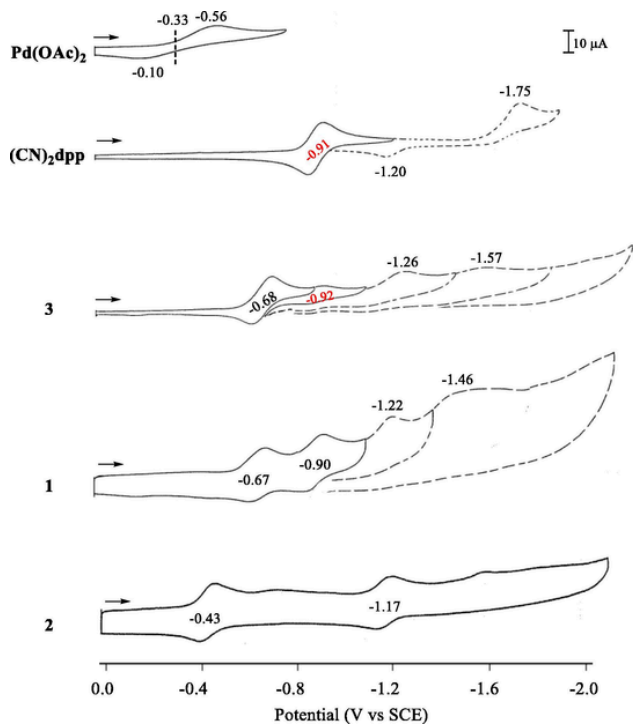 -0.33 -0.56
Pd(OAc)2
-0.10
10 μA
-1.75
(CN)2dpp
-0.91
-1.20
-1.26 -1.57
3
-0.68 -0.92
-1.22 -1.46
1
-0.67 -0.90
2
-0.43 -1.17
0.0 -0.4 -0.8 -1.2 -1.6 -2.0
Potential (V vs SCE)